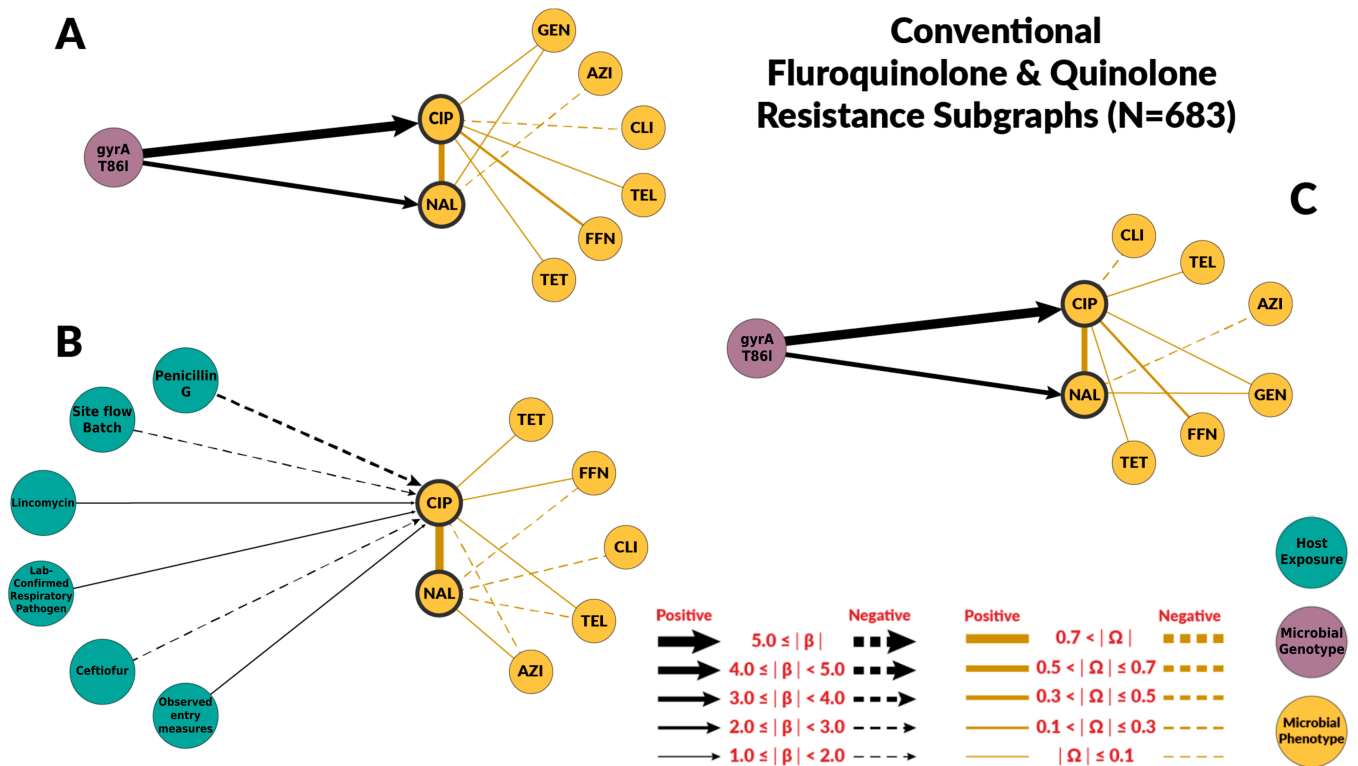 A
Conventional
Fluroquinolone & Quinolone
Resistance Subgraphs (N=683)
gyrA
T86I
CIP
NAL
GEN
AZI
CLI
TEL
FFN
TET
C
gyrA
T86I
CIP
NAL
CLI
TEL
AZI
GEN
FFN
TET
B
Penicillin
G
Site flow
Batch
Lincomycin
Lab-
Confirmed
Respiratory
Pathogen
Ceftiofur
Observed
entry
measures
CIP
NAL
TET
FFN
CLI
TEL
AZI
Positive Negative
5.0 ≤ | β |
4.0 ≤ | β | < 5.0
3.0 ≤ | β | < 4.0
2.0 ≤ | β | < 3.0
1.0 ≤ | β | < 2.0
Positive Negative
0.7 < | Ω |
0.5 < | Ω | ≤ 0.7
0.3 < | Ω | ≤ 0.5
0.1 < | Ω | ≤ 0.3
| Ω | ≤ 0.1
Host
Exposure
Microbial
Genotype
Microbial
Phenotype